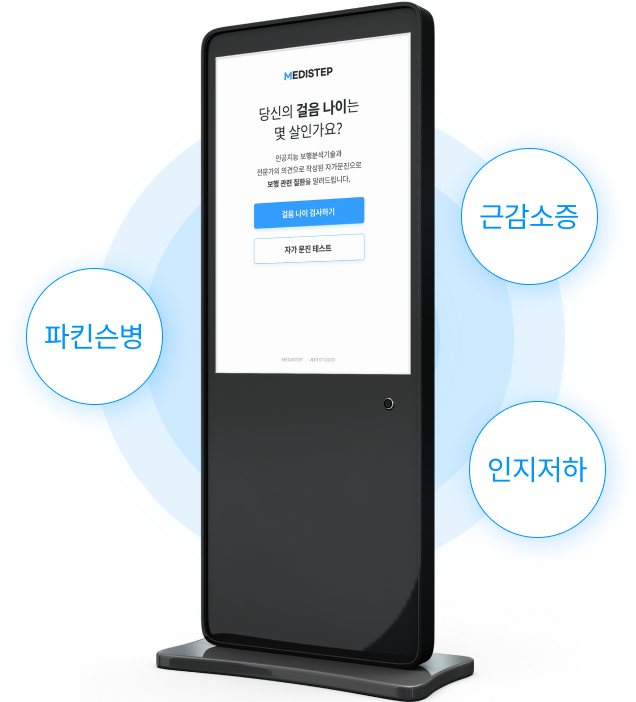 MEDISTEP
당신의 걸음 나이는
몇 살인가요?
인공지능 보행분석기술과
전문가의 의견으로 작성된 자가문진으로
보행 관련 질환을 알려드립니다.
걸음 나이 검사하기
자가 문진 테스트
근감소증
파킨슨병
MEDISTEP
인지저하